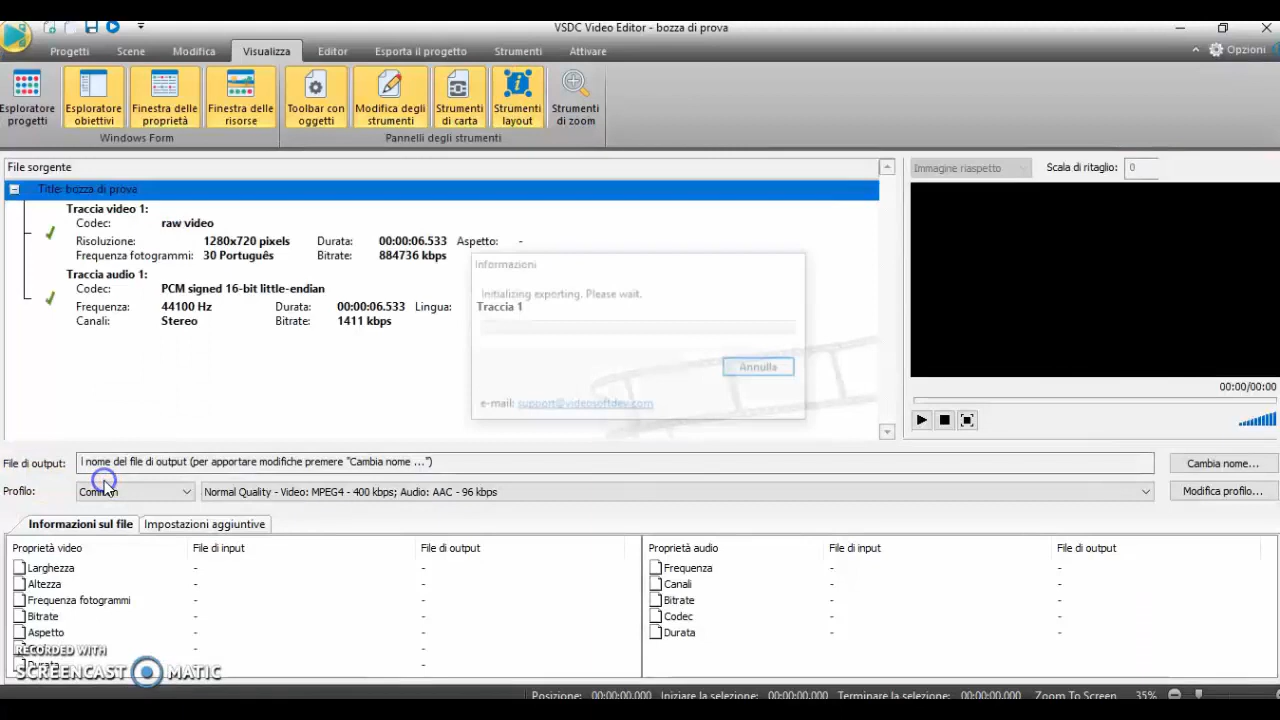 VSDC Video Editor - bozza di prova
Progetti Scene Modifica Visualizza Editor Esporta il progetto Strumenti Attivare Opzioni
Esploratore progetti
Esploratore obiettivi
Finestra delle proprietà
Finestra delle risorse
Toolbar con oggetti
Modifica degli strumenti
Strumenti di carta
Strumenti layout
Strumenti di zoom
Windows Form Pannelli degli strumenti
File sorgente
Title: bozza di prova
Traccia video 1:
Codec: raw video
Risoluzione: 1280x720 pixels Durata: 00:00:06.533 Aspetto: -
Frequenza fotogrammi: 30 Português Bitrate: 884736 kbps
Traccia audio 1:
Codec: PCM signed 16-bit little-endian
Frequenza: 44100 Hz Durata: 00:00:06.533 Lingua:
Canali: Stereo Bitrate: 1411 kbps
Informazioni
Initializing exporting. Please wait.
Traccia 1
Annulla
e-mail: support@videosoftdev.com
Immagine riaspetto Scala di ritaglio: 0
00:00/00:00
File di output: l nome del file di output (per apportare modifiche premere "Cambia nome ...") Cambia nome...
Profilo: Normal Quality - Video: MPEG4 - 400 kbps; Audio: AAC - 96 kbps Modifica profilo...
Informazioni sul file Impostazioni aggiuntive
Proprietà video File di input File di output Proprietà audio File di input File di output
Larghezza - - Frequenza - -
Altezza - - Canali - -
Frequenza fotogrammi - - Bitrate - -
Bitrate - - Codec - -
Aspetto - - Durata - -
- -
Durata - -
RECORDED WITH
SCREENCAST MATIC
Posizione: 00:00:00.000 Iniziare la selezione: 00:00:00.000 Terminare la selezione: 00:00:00.000 Zoom To Screen 35%